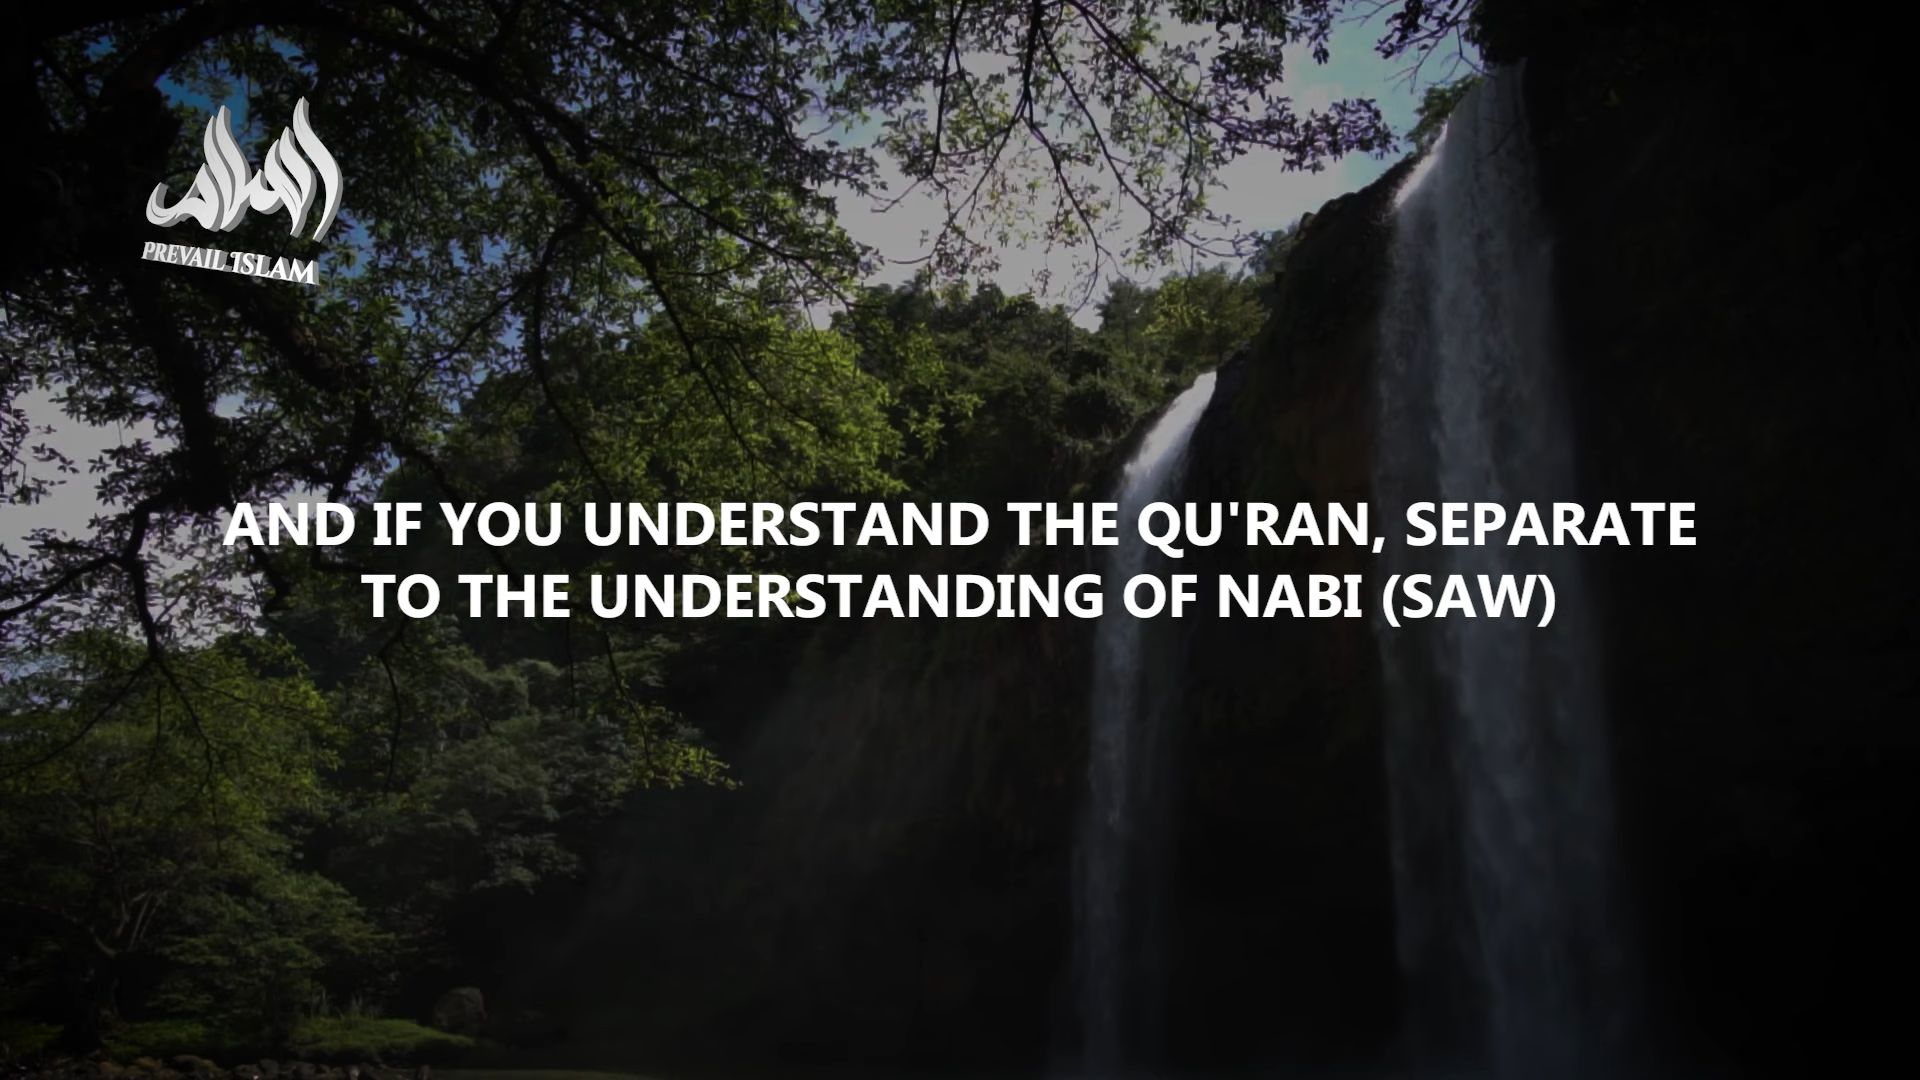 PREVAIL ISLAM
AND IF YOU UNDERSTAND THE QU'RAN, SEPARATE
TO THE UNDERSTANDING OF NABI (SAW)